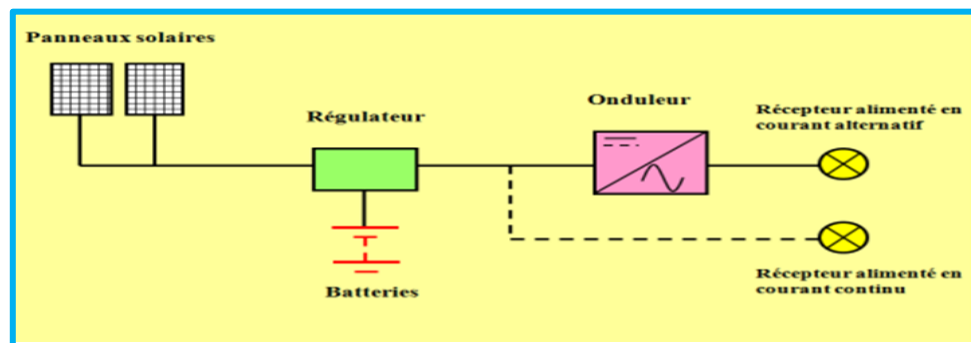 Panneaux solaires
Régulateur
Onduleur
Récepteur alimenté en
courant alternatif
Batteries
Récepteur alimenté en
courant continu